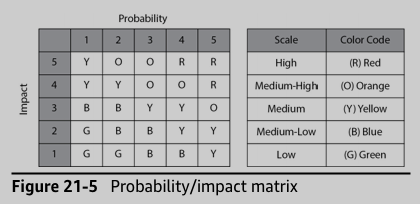 Probability
1 2 3 4 5
5 Y O O R R
4 Y Y O O R
3 B B Y Y O
2 G B B Y Y
1 G G B B Y
Impact
Scale Color Code
High (R) Red
Medium-High (O) Orange
Medium (Y) Yellow
Medium-Low (B) Blue
Low (G) Green
Figure 21-5 Probability/impact matrix